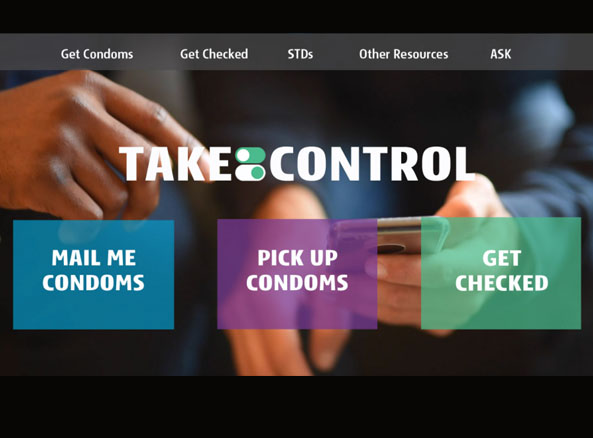 Get Condoms Get Checked STDs Other Resources ASK
TAKE CONTROL
MAIL ME
CONDOMS
PICK UP
CONDOMS
GET
CHECKED